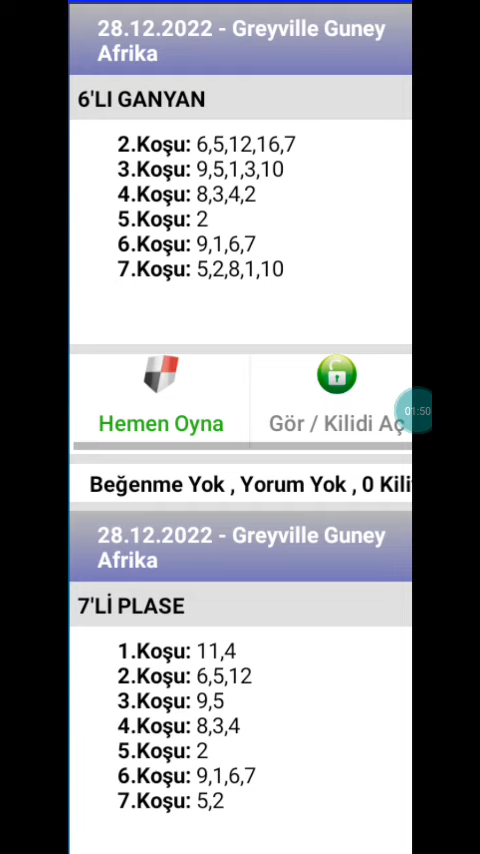 28.12.2022 - Greyville Guney
Afrika
6'LI GANYAN
2.Koşu: 6,5,12,16,7
3.Koşu: 9,5,1,3,10
4.Koşu: 8,3,4,2
5.Koşu: 2
6.Koşu: 9,1,6,7
7.Koşu: 5,2,8,1,10
Hemen Oyna
Gör / Kilidi Aç
01:50
Beğenme Yok , Yorum Yok , 0 Kili
28.12.2022 - Greyville Guney
Afrika
7'Lİ PLASE
1.Koşu: 11,4
2.Koşu: 6,5,12
3.Koşu: 9,5
4.Koşu: 8,3,4
5.Koşu: 2
6.Koşu: 9,1,6,7
7.Koşu: 5,2